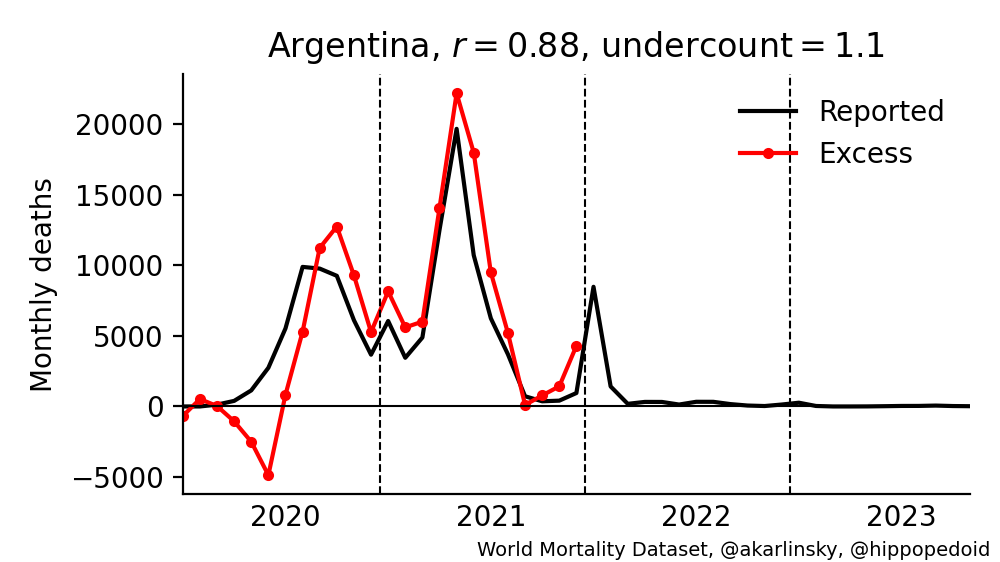 Argentina, r = 0.88, undercount = 1.1
Reported
Excess
Monthly deaths
20000
15000
10000
5000
0
−5000
2020 2021 2022 2023
World Mortality Dataset, @akarlinsky, @hippopedoid